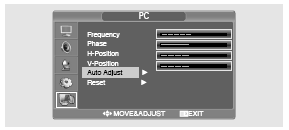 PC
Frequency
Phase
H-Position
V-Position
Auto Adjust
Reset
MOVE&ADJUST EXIT